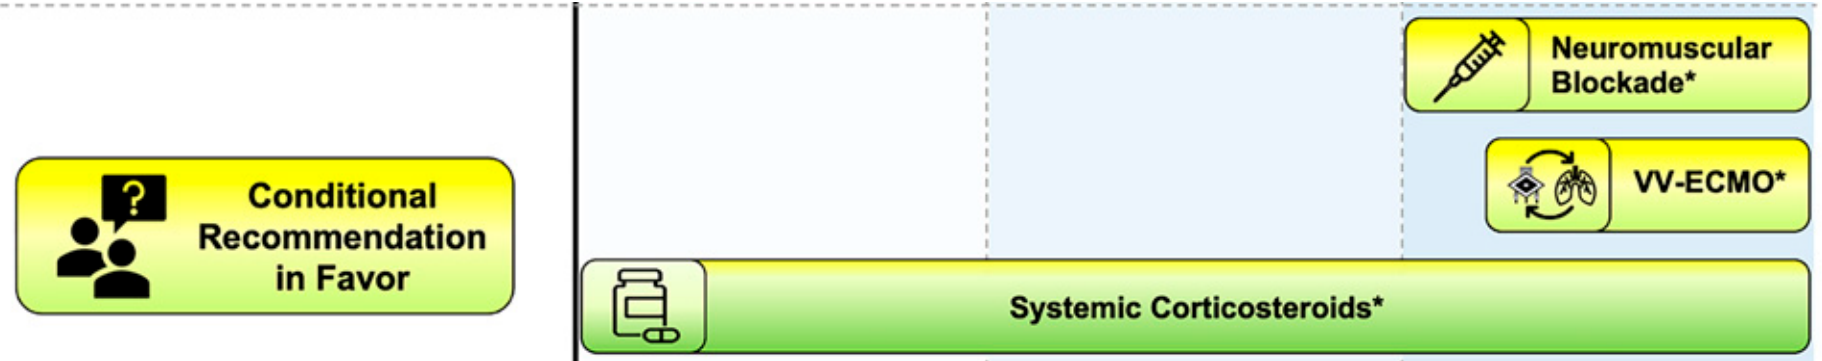 Neuromuscular
Blockade*
VV-ECMO*
?
Conditional
Recommendation
in Favor
Systemic Corticosteroids*